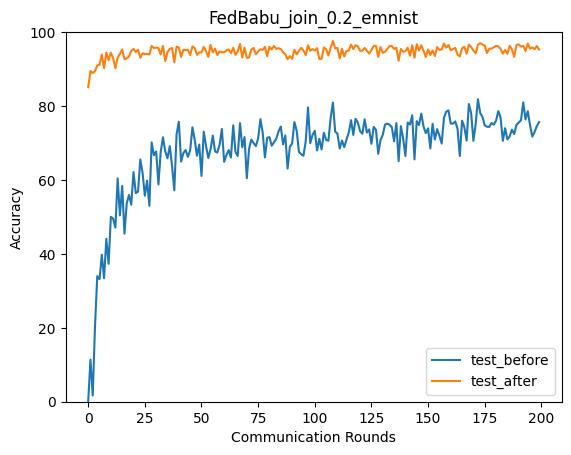 FedBabu_join_0.2_emnist
100
80
60
40
20
0
Accuracy
0 25 50 75 100 125 150 175 200
Communication Rounds
test_before
test_after